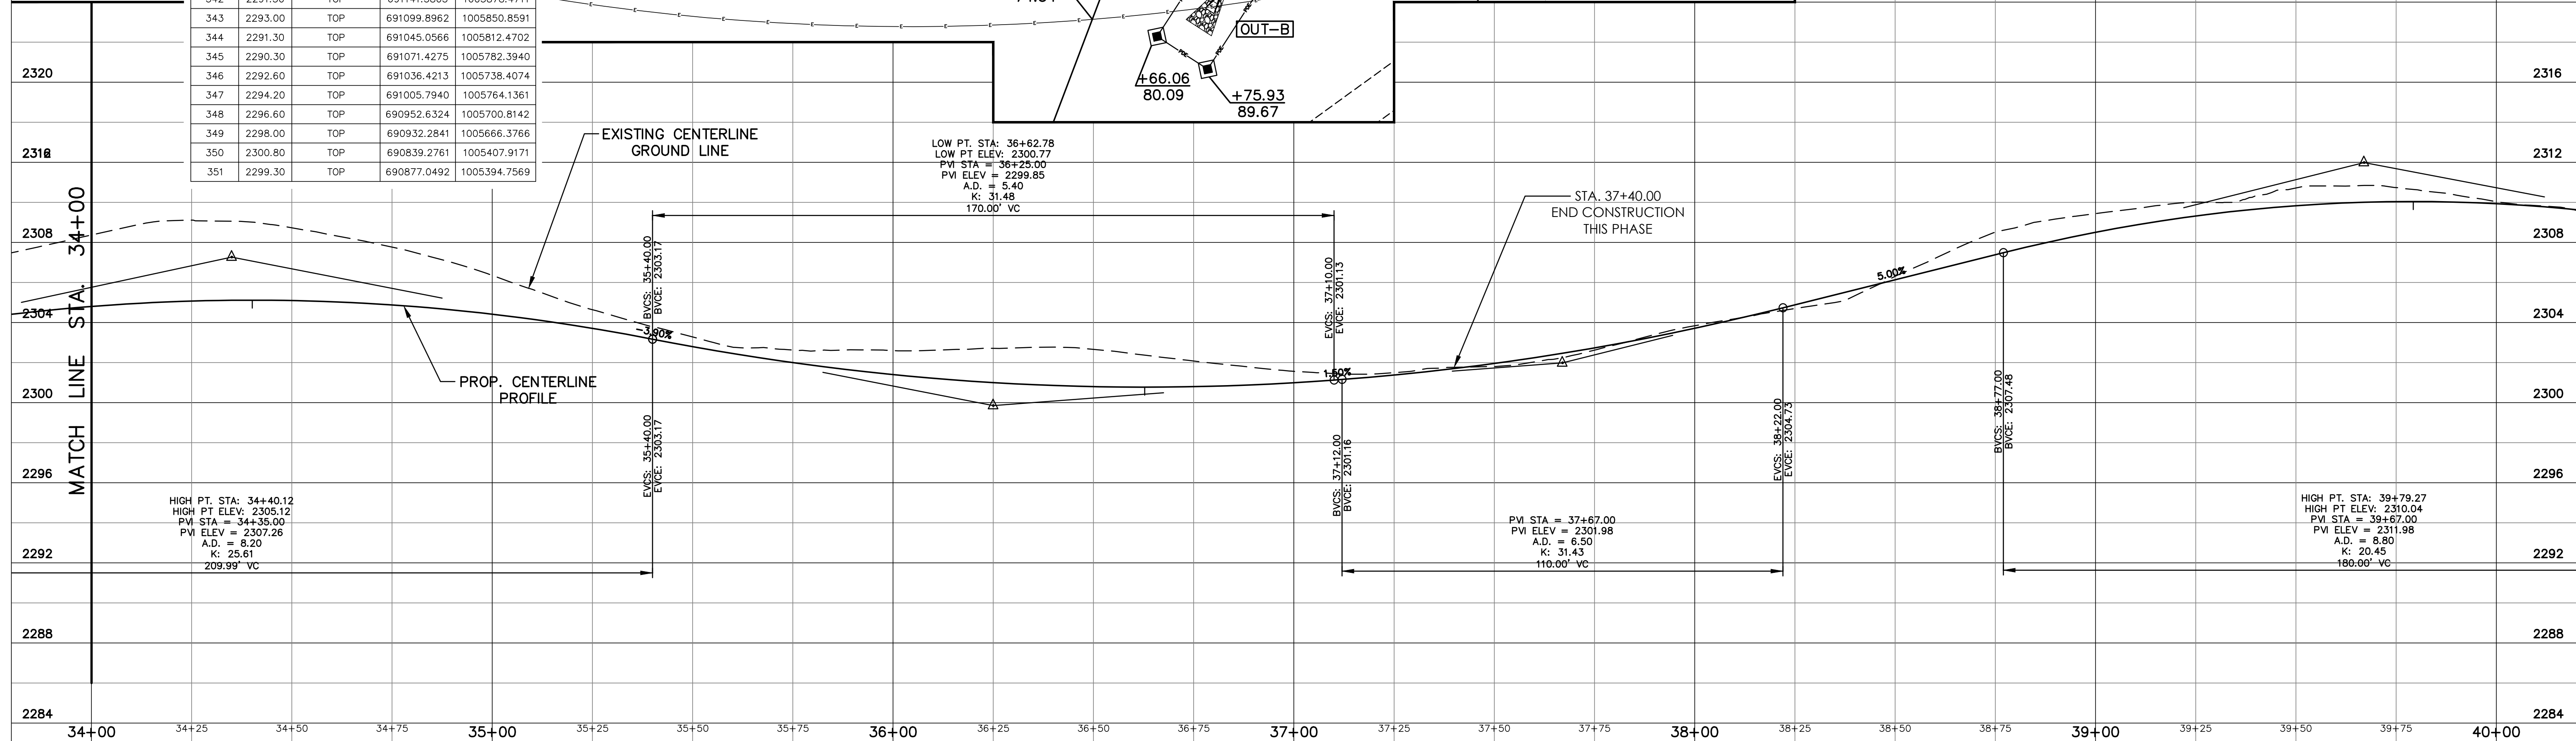 343 2293.00 TOP 691099.8962 1005850.8591
344 2291.30 TOP 691045.0566 1005812.4702
345 2290.30 TOP 691071.4275 1005782.3940
346 2292.60 TOP 691036.4213 1005738.4074
347 2294.20 TOP 691005.7940 1005764.1361
348 2296.60 TOP 690952.6324 1005700.8142
349 2298.00 TOP 690932.2841 1005666.3766
350 2300.80 TOP 690839.2761 1005407.9171
351 2299.30 TOP 690877.0492 1005394.7569
OUT-B
+66.06
80.09
+75.93
89.67
2320
2308
2304
2300
2296
2292
2288
2284
MATCH LINE STA. 34+00
EXISTING CENTERLINE
GROUND LINE
LOW PT. STA: 36+62.78
LOW PT ELEV: 2300.77
PVI STA = 36+25.00
PVI ELEV = 2299.85
A.D. = 5.40
K: 31.48
170.00' VC
STA. 37+40.00
END CONSTRUCTION
THIS PHASE
BVCS: 35+40.00
BVCE: 2303.17
-3.90%
EVCS: 35+40.00
EVCE: 2303.17
PROP. CENTERLINE
PROFILE
EVCS: 37+10.00
EVCE: 2301.13
1.50%
BVCS: 37+12.00
BVCE: 2301.16
EVCS: 38+22.00
EVCE: 2304.73
5.00%
BVCS: 38+77.00
BVCE: 2307.48
HIGH PT. STA: 34+40.12
HIGH PT ELEV: 2305.12
PVI STA = 34+35.00
PVI ELEV = 2307.26
A.D. = 8.20
K: 25.61
209.99' VC
PVI STA = 37+67.00
PVI ELEV = 2301.98
A.D. = 6.50
K: 31.43
110.00' VC
HIGH PT. STA: 39+79.27
HIGH PT ELEV: 2310.04
PVI STA = 39+67.00
PVI ELEV = 2311.98
A.D. = 8.80
K: 20.45
180.00' VC
2316
2312
2308
2304
2300
2296
2292
2288
2284
34+00 34+25 34+50 34+75 35+00 35+25 35+50 35+75 36+00 36+25 36+50 36+75 37+00 37+25 37+50 37+75 38+00 38+25 38+50 38+75 39+00 39+25 39+50 39+75 40+00